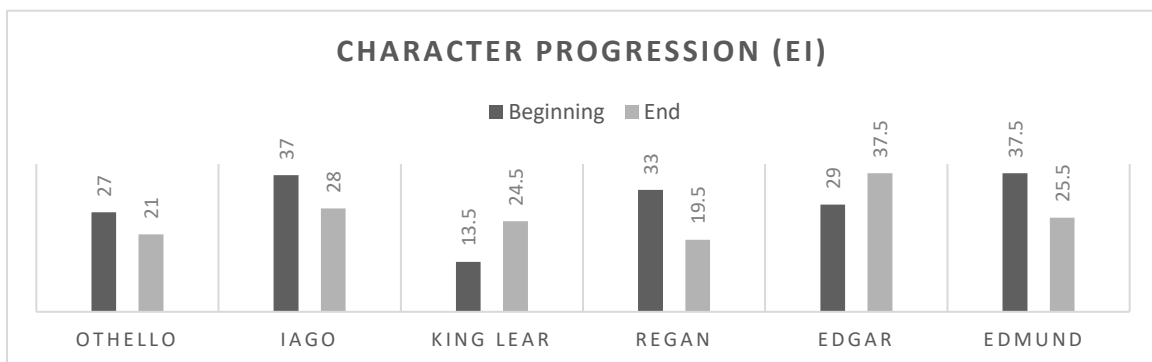 CHARACTER PROGRESSION (EI)
Beginning End
27 21 37 28 13.5 24.5 33 19.5 29 37.5 37.5 25.5
OTHELLO IAGO KING LEAR REGAN EDGAR EDMUND